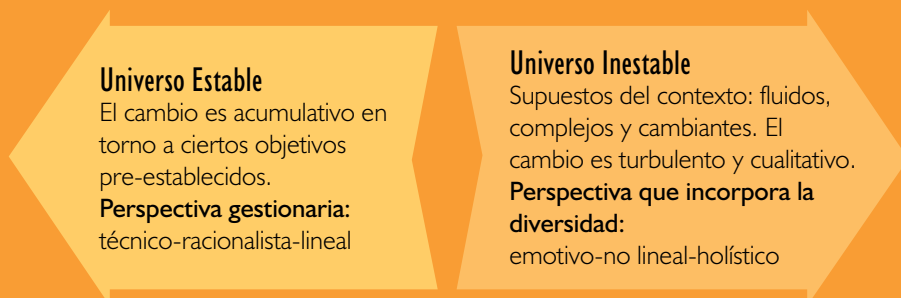 Universo Estable
El cambio es acumulativo en
torno a ciertos objetivos
pre-establecidos.
Perspectiva gestionaria:
técnico-racionalista-lineal
Universo Inestable
Supuestos del contexto: fluidos,
complejos y cambiantes. El
cambio es turbulento y cualitativo.
Perspectiva que incorpora la
diversidad:
emotivo-no lineal-holístico